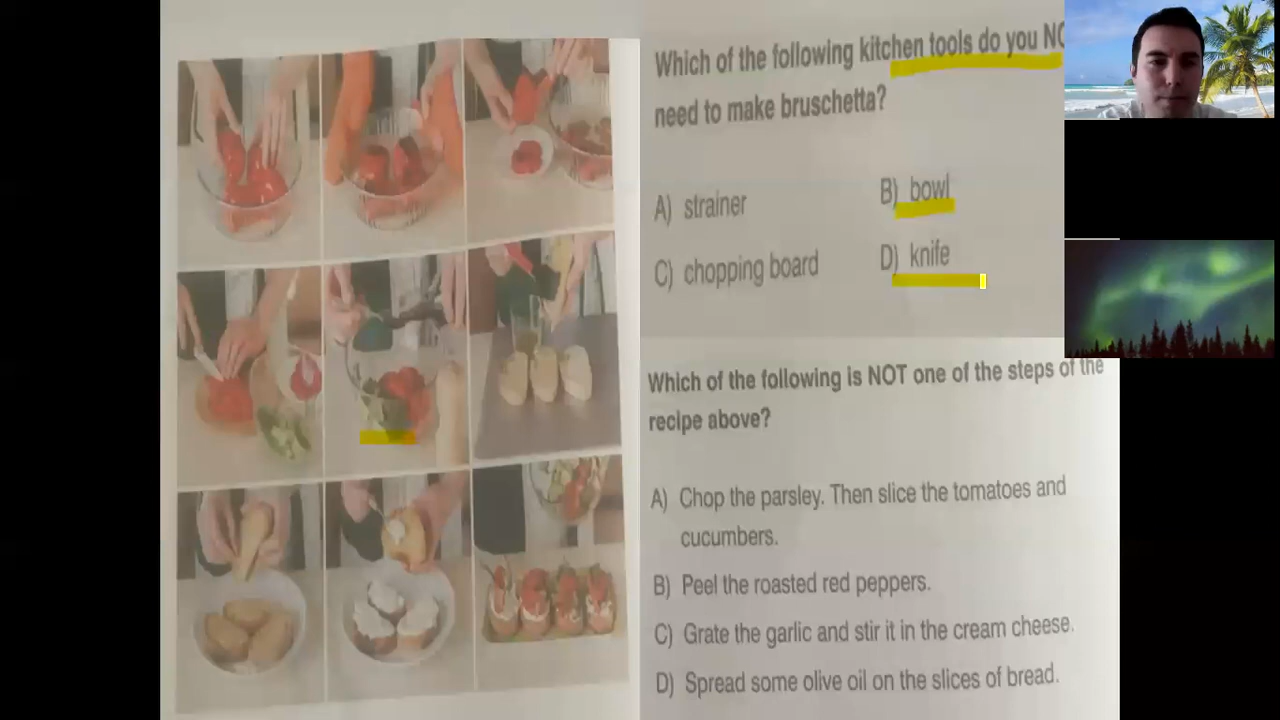 Which of the following kitchen tools do you NO
need to make bruschetta?
A) strainer
B) bowl
C) chopping board
D) knife
Which of the following is NOT one of the steps of the
recipe above?
A) Chop the parsley. Then slice the tomatoes and
cucumbers.
B) Peel the roasted red peppers.
C) Grate the garlic and stir it in the cream cheese.
D) Spread some olive oil on the slices of bread.